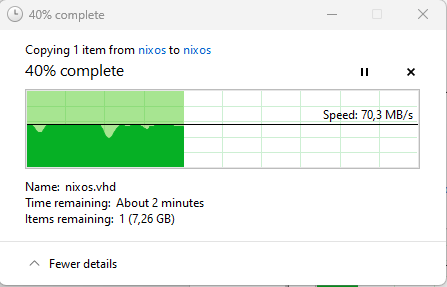 40% complete
Copying 1 item from nixos to nixos
40% complete
Speed: 70,3 MB/s
Name: nixos.vhd
Time remaining: About 2 minutes
Items remaining: 1 (7,26 GB)
Fewer details